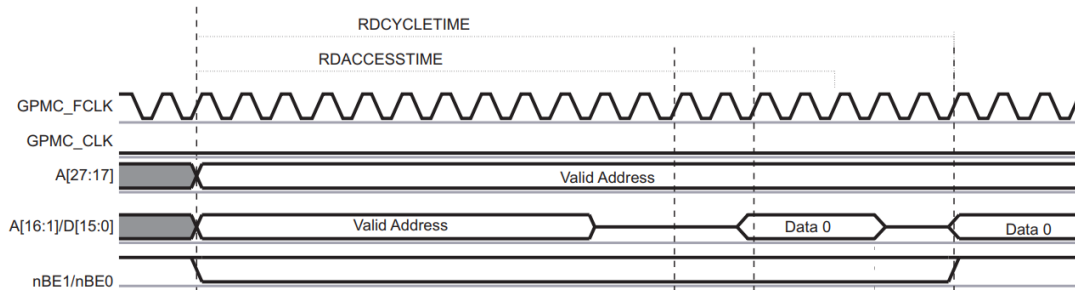 RDCYCLETIME
RDACCESSTIME
GPMC_FCLK
GPMC_CLK
A[27:17]
Valid Address
A[16:1]/D[15:0]
Valid Address
Data 0
Data 0
nBE1/nBE0